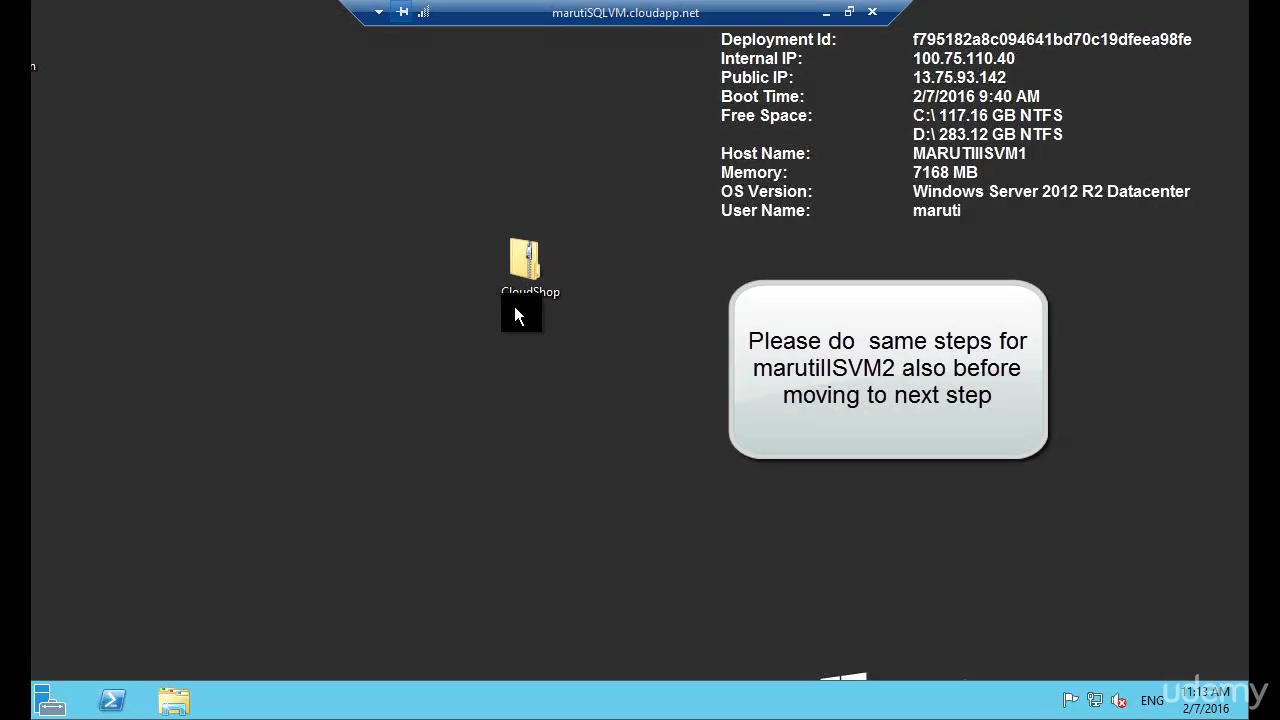 marutiSQLVM.cloudapp.net
n
Deployment Id: f795182a8c094641bd70c19dfeea98fe
Internal IP: 100.75.110.40
Public IP: 13.75.93.142
Boot Time: 2/7/2016 9:40 AM
Free Space: C:\ 117.16 GB NTFS
D:\ 283.12 GB NTFS
Host Name: MARUTIIISVM1
Memory: 7168 MB
OS Version: Windows Server 2012 R2 Datacenter
User Name: maruti
CloudShop
Please do same steps for
marutiIISVM2 also before
moving to next step
ENG
11:13 AM
2/7/2016
udemy